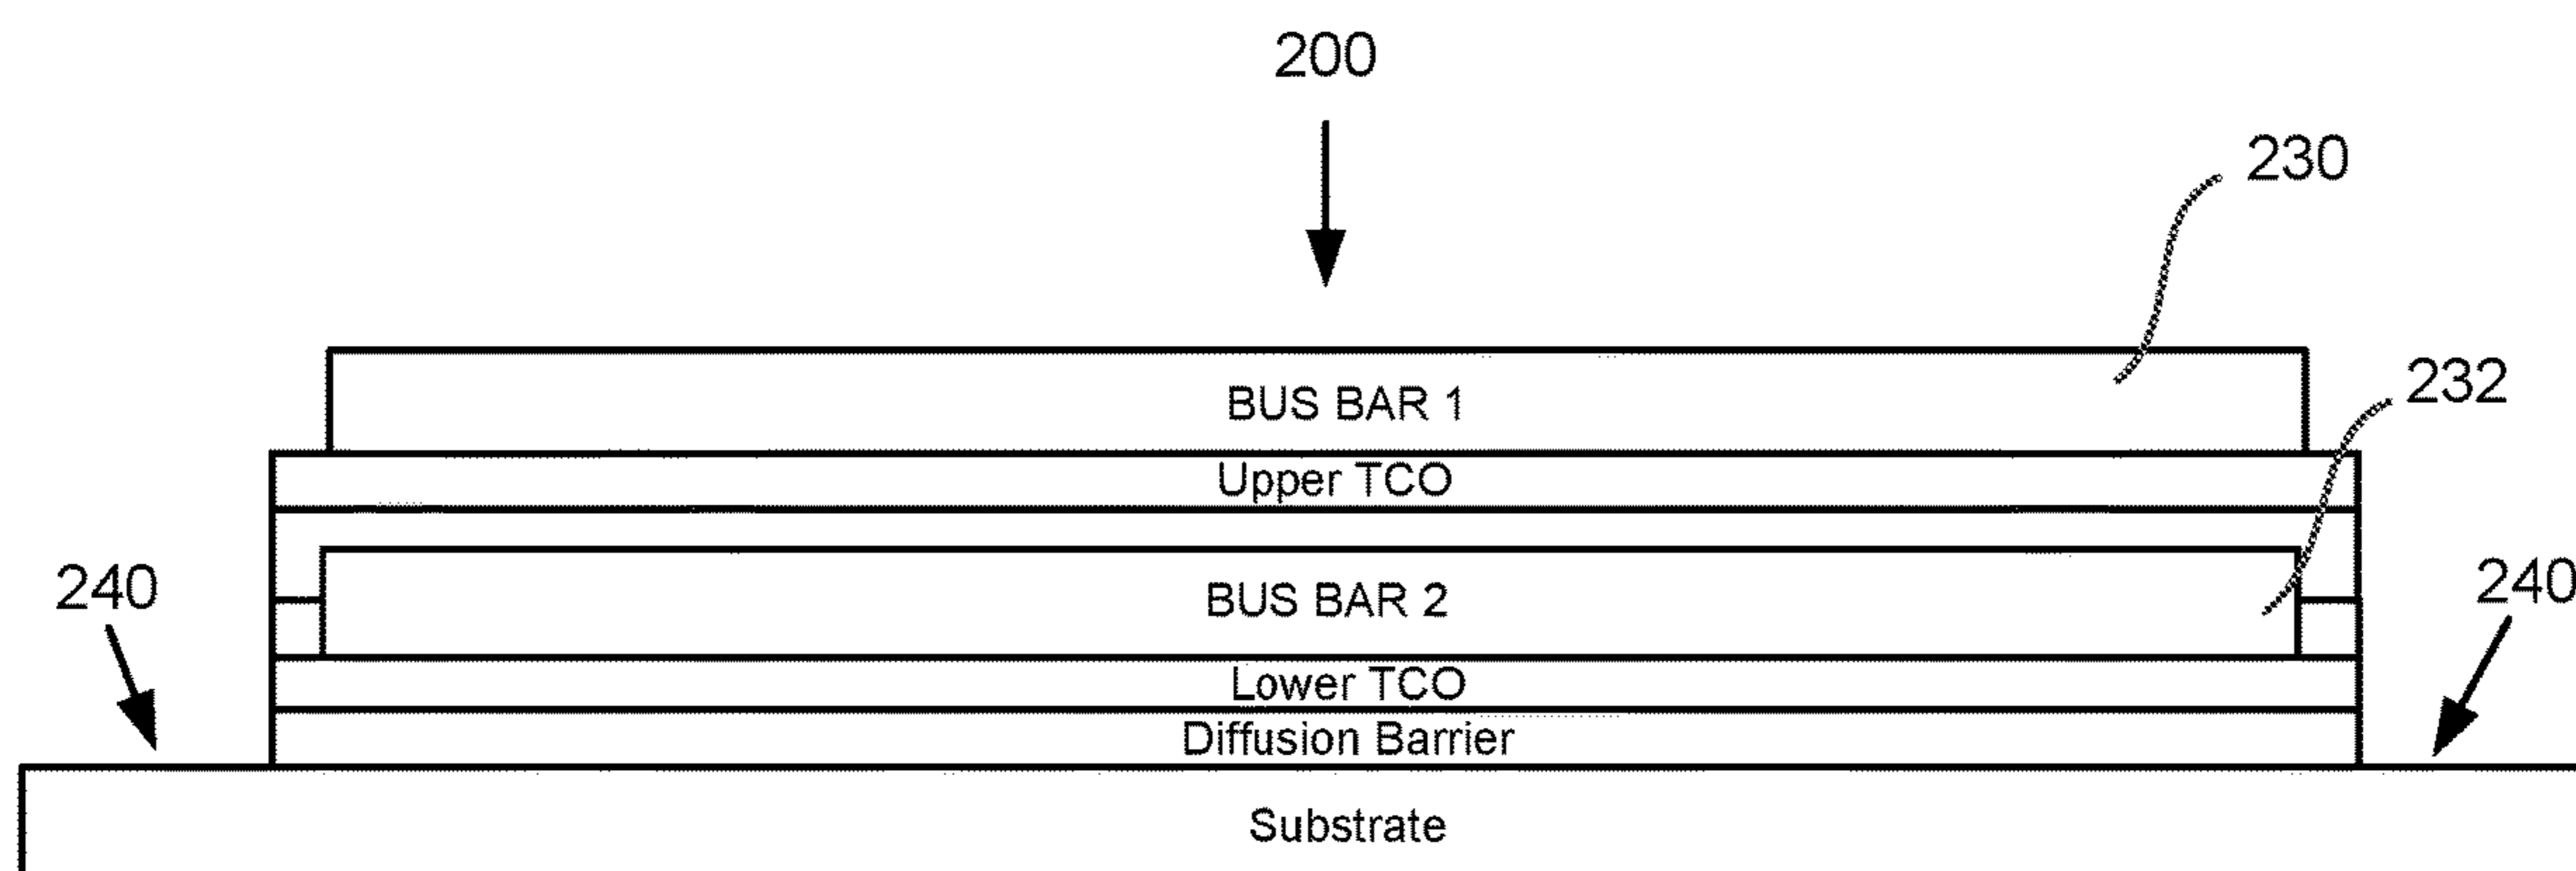 200
230
BUS BAR 1
232
Upper TCO
240
BUS BAR 2
240
Lower TCO
Diffusion Barrier
Substrate